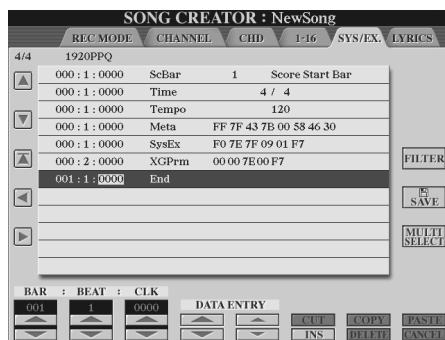 SONG CREATOR : NewSong
REC MODE CHANNEL CHD 1-16 SYS/EX. LYRICS
4/4 1920PPQ
000 : 1 : 0000 ScBar 1 Score Start Bar
000 : 1 : 0000 Time 4 / 4
000 : 1 : 0000 Tempo 120
000 : 1 : 0000 Meta FF 7F 43 7B 00 58 46 30
000 : 1 : 0000 SysEx F0 7E 7F 09 01 F7
000 : 2 : 0000 XGPrm 00 00 7E 00 F7
001 : 1 : 0000 End
FILTER
SAVE
MULTI
SELECT
BAR : BEAT : CLK
001 1 0000 DATA ENTRY
CUT COPY PASTE
INS DELETE CANCEL